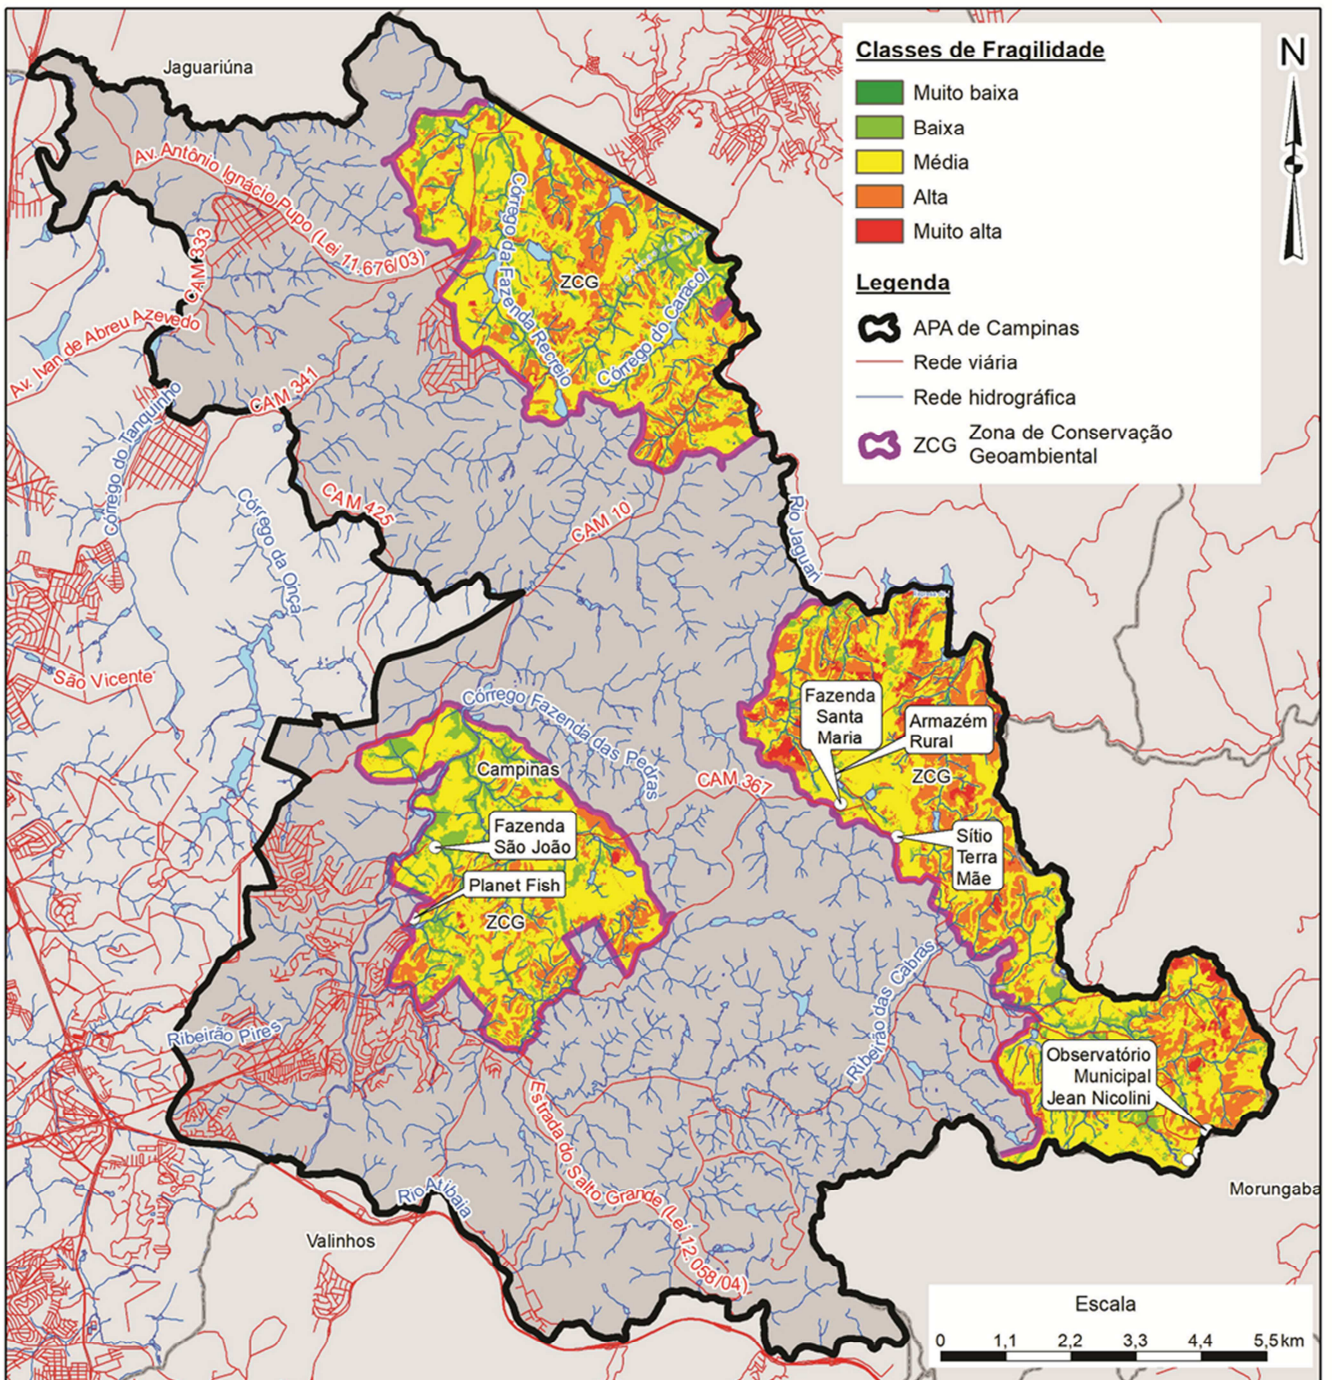 Jaguariúna
Classes de Fragilidade
Muito baixa
Baixa
Média
Alta
Muito alta
Legenda
APA de Campinas
Rede viária
Rede hidrográfica
ZCG
Zona de Conservação
Geoambiental
N
Av. Antônio Ignácio Pupo (Lei 11.676/03)
CAM 333
Av. Ivan de Abreu Azevedo
CAM 341
Córrego do Tanquinho
Córrego da Onça
CAM 425
CAM 10
Córrego da Fazenda Recreio
ZCG
Córrego do Caracol
Rio Jaguari
São Vicente
Córrego Fazenda das Pedras
Campinas
CAM 367
Fazenda
Santa
Maria
Armazém
Rural
ZCG
Fazenda
São João
Sítio
Terra
Mãe
Planet Fish
ZCG
Ribeirão das Cabras
Ribeirão Pires
Observatório
Municipal
Jean Nicolini
Estrada do Salto Grande (Lei 12.058/04)
Rio Atibaia
Morungaba
Valinhos
Escala
0 1,1 2,2 3,3 4,4 5,5 km